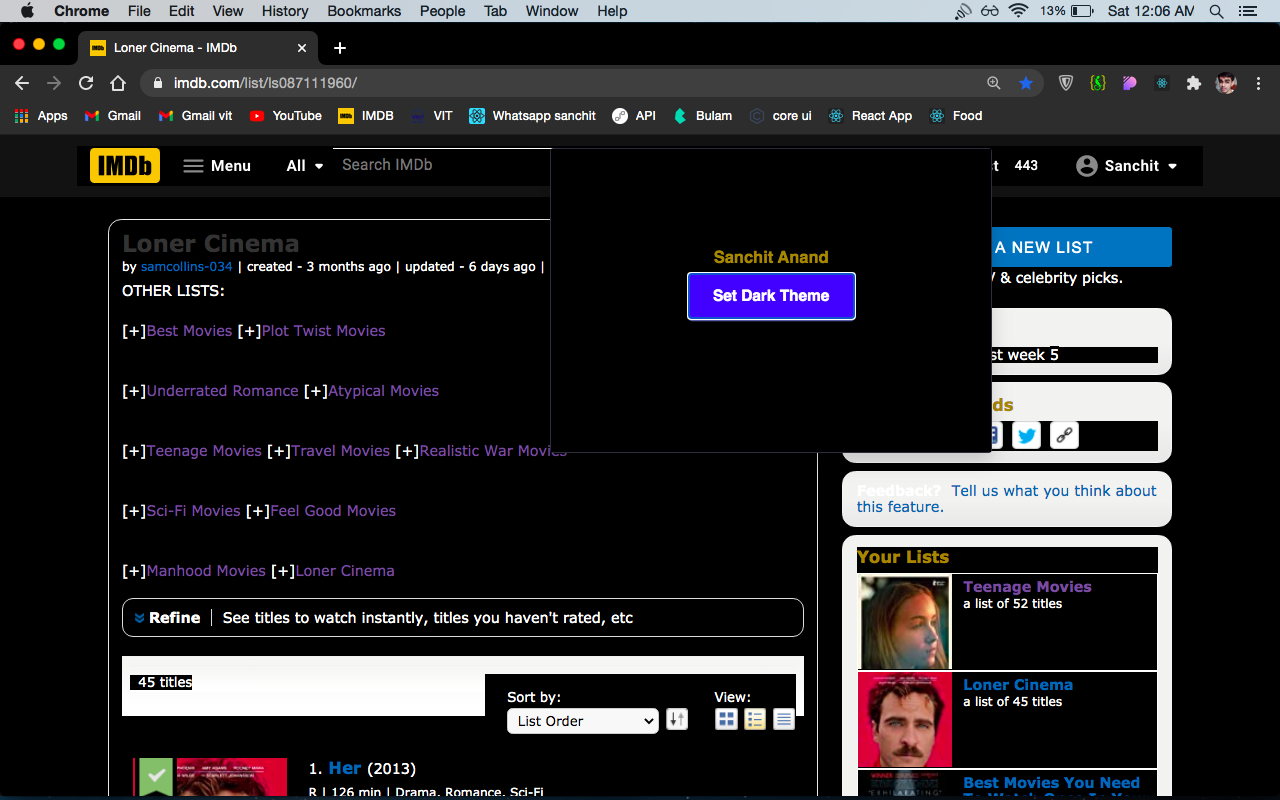 Chrome File Edit View History Bookmarks People Tab Window Help 13% Sat 12:06 AM
IMDb Loner Cinema - IMDb
imdb.com/list/ls087111960/
Apps Gmail Gmail vit YouTube IMDb IMDB VIT Whatsapp sanchit API Bulam core ui React App Food
IMDb Menu All Search IMDb st 443 Sanchit
Loner Cinema
by samcollins-034 | created - 3 months ago | updated - 6 days ago |
OTHER LISTS:
[+]Best Movies [+]Plot Twist Movies
[+]Underrated Romance [+]Atypical Movies
[+]Teenage Movies [+]Travel Movies [+]Realistic War Movies
[+]Sci-Fi Movies [+]Feel Good Movies
[+]Manhood Movies [+]Loner Cinema
Refine | See titles to watch instantly, titles you haven't rated, etc
45 titles
Sort by: View:
List Order
1. Her (2013)
R | 126 min | Drama, Romance, Sci-Fi
Sanchit Anand
Set Dark Theme
A NEW LIST
/ & celebrity picks.
st week 5
ds
Feedback? Tell us what you think about
this feature.
Your Lists
Teenage Movies
a list of 52 titles
Loner Cinema
a list of 45 titles
Best Movies You Need
To Watch Once In Your